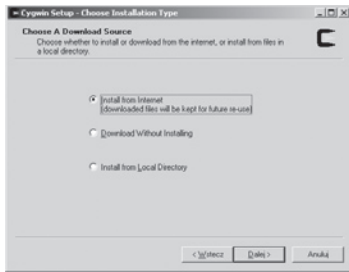 Cygwin Setup - Choose Installation Type
Choose A Download Source
Choose whether to install or download from the internet, or install from files in
a local directory.
Install from Internet
(downloaded files will be kept for future re-use)
Download Without Installing
Install from Local Directory
< Wstecz
Dalej >
Anuluj